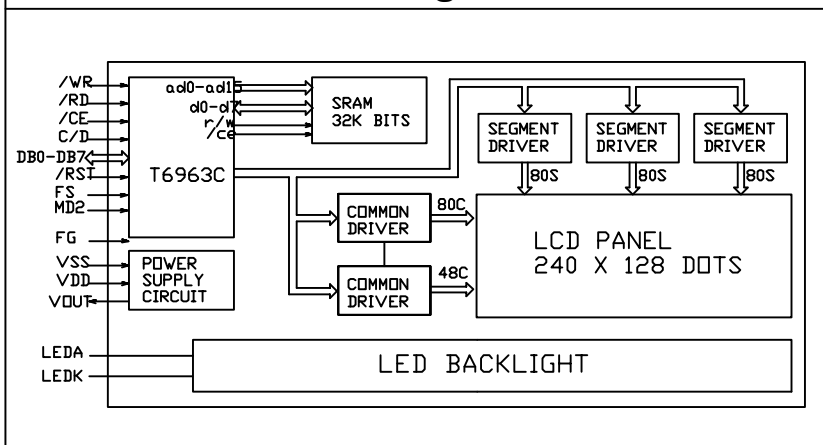 /WR
/RD
/CE
C/D
DB0-DB7
/RST
FS
MD2
FG
VSS
VDD
VOUT
LEDA
LEDK
ad0-ad15
d0-d7
r/w
/ce
T6963C
SRAM
32K BITS
SEGMENT
DRIVER
SEGMENT
DRIVER
SEGMENT
DRIVER
80S
80S
80S
COMMON
DRIVER
80C
COMMON
DRIVER
48C
LCD PANEL
240 X 128 DOTS
POWER
SUPPLY
CIRCUIT
LED BACKLIGHT